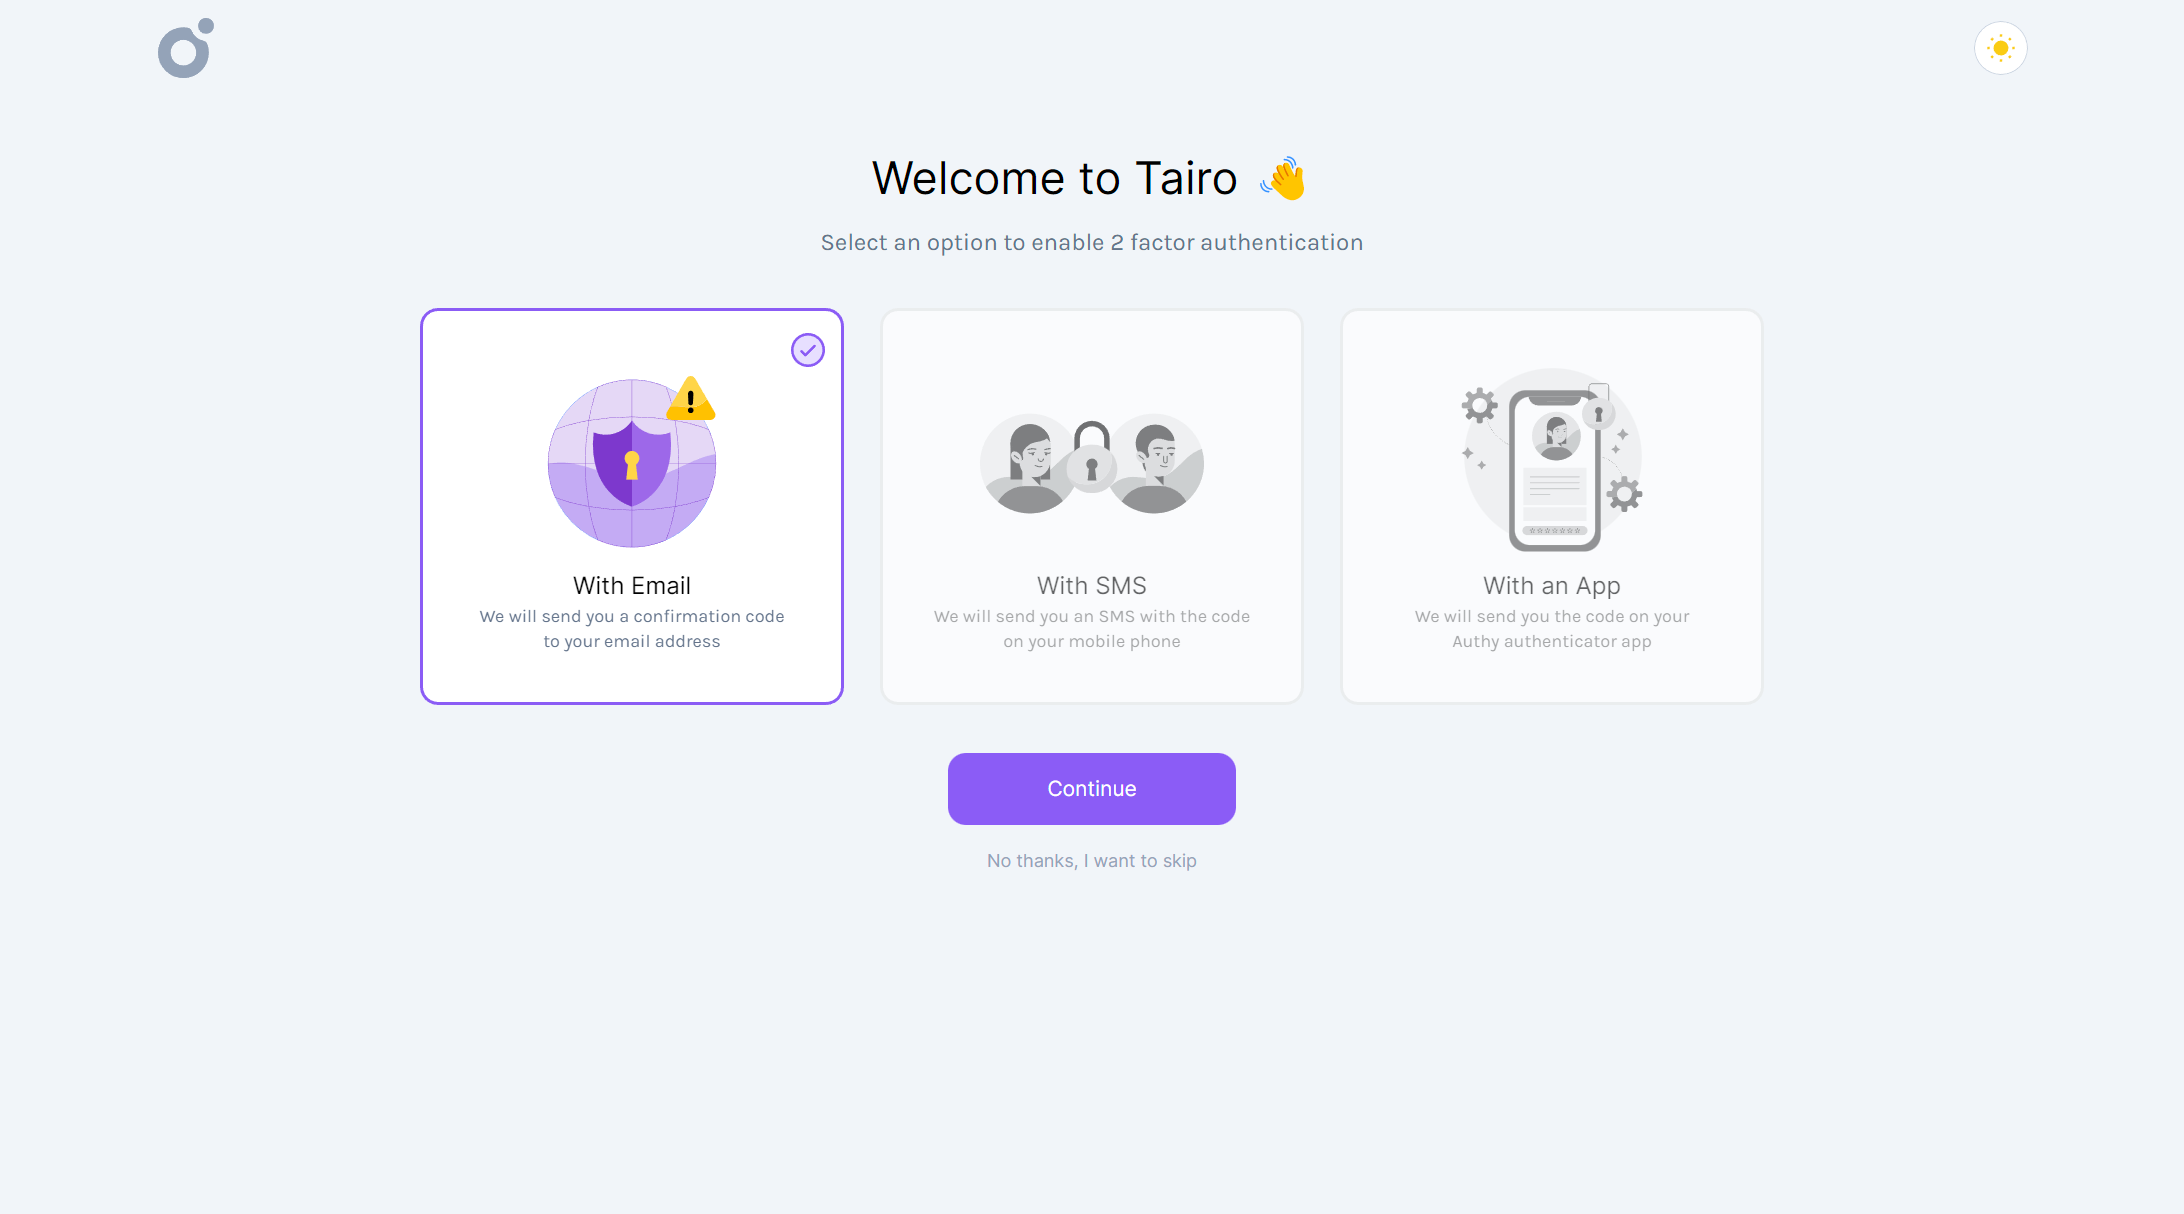 Welcome to Tairo 👋
Select an option to enable 2 factor authentication
With Email
We will send you a confirmation code
to your email address
With SMS
We will send you an SMS with the code
on your mobile phone
With an App
We will send you the code on your
Authy authenticator app
Continue
No thanks, I want to skip